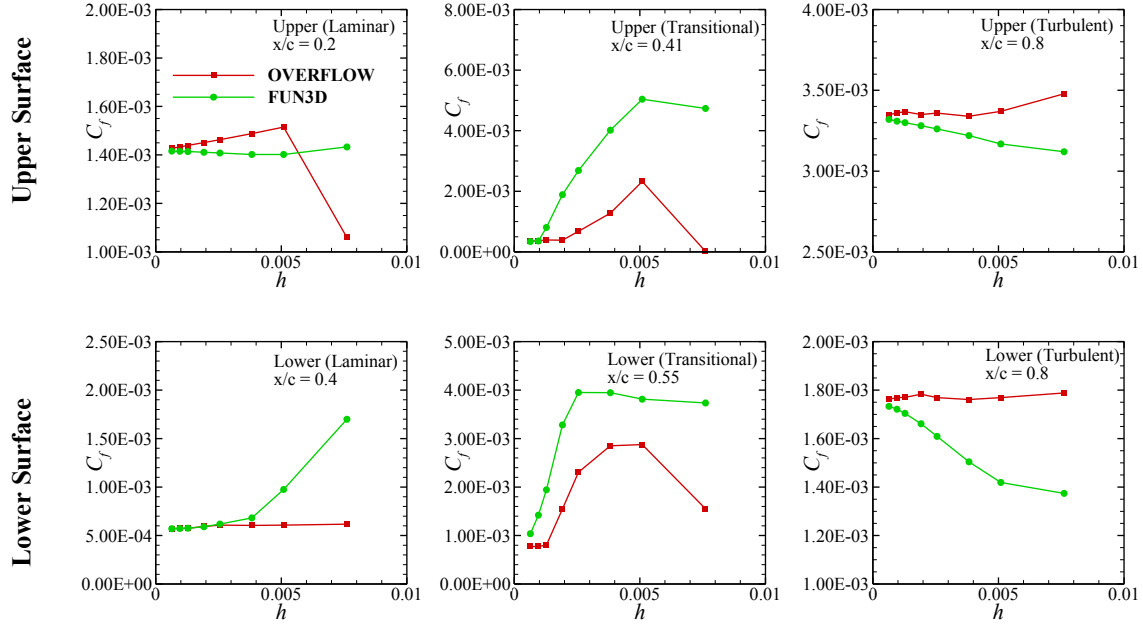 Upper Surface
2.00E-03
1.80E-03
1.60E-03
1.40E-03
1.20E-03
1.00E-03
C_f
Upper (Laminar)
x/c = 0.2
OVERFLOW
FUN3D
0
0.005
0.01
h
8.00E-03
6.00E-03
4.00E-03
2.00E-03
0.00E+00
C_f
Upper (Transitional)
x/c = 0.41
0
0.005
0.01
h
4.00E-03
3.50E-03
3.00E-03
2.50E-03
C_f
Upper (Turbulent)
x/c = 0.8
0
0.005
0.01
h
Lower Surface
2.50E-03
2.00E-03
1.50E-03
1.00E-03
5.00E-04
0.00E+00
C_f
Lower (Laminar)
x/c = 0.4
0
0.005
0.01
h
5.00E-03
4.00E-03
3.00E-03
2.00E-03
1.00E-03
0.00E+00
C_f
Lower (Transitional)
x/c = 0.55
0
0.005
0.01
h
2.00E-03
1.80E-03
1.60E-03
1.40E-03
1.20E-03
1.00E-03
C_f
Lower (Turbulent)
x/c = 0.8
0
0.005
0.01
h